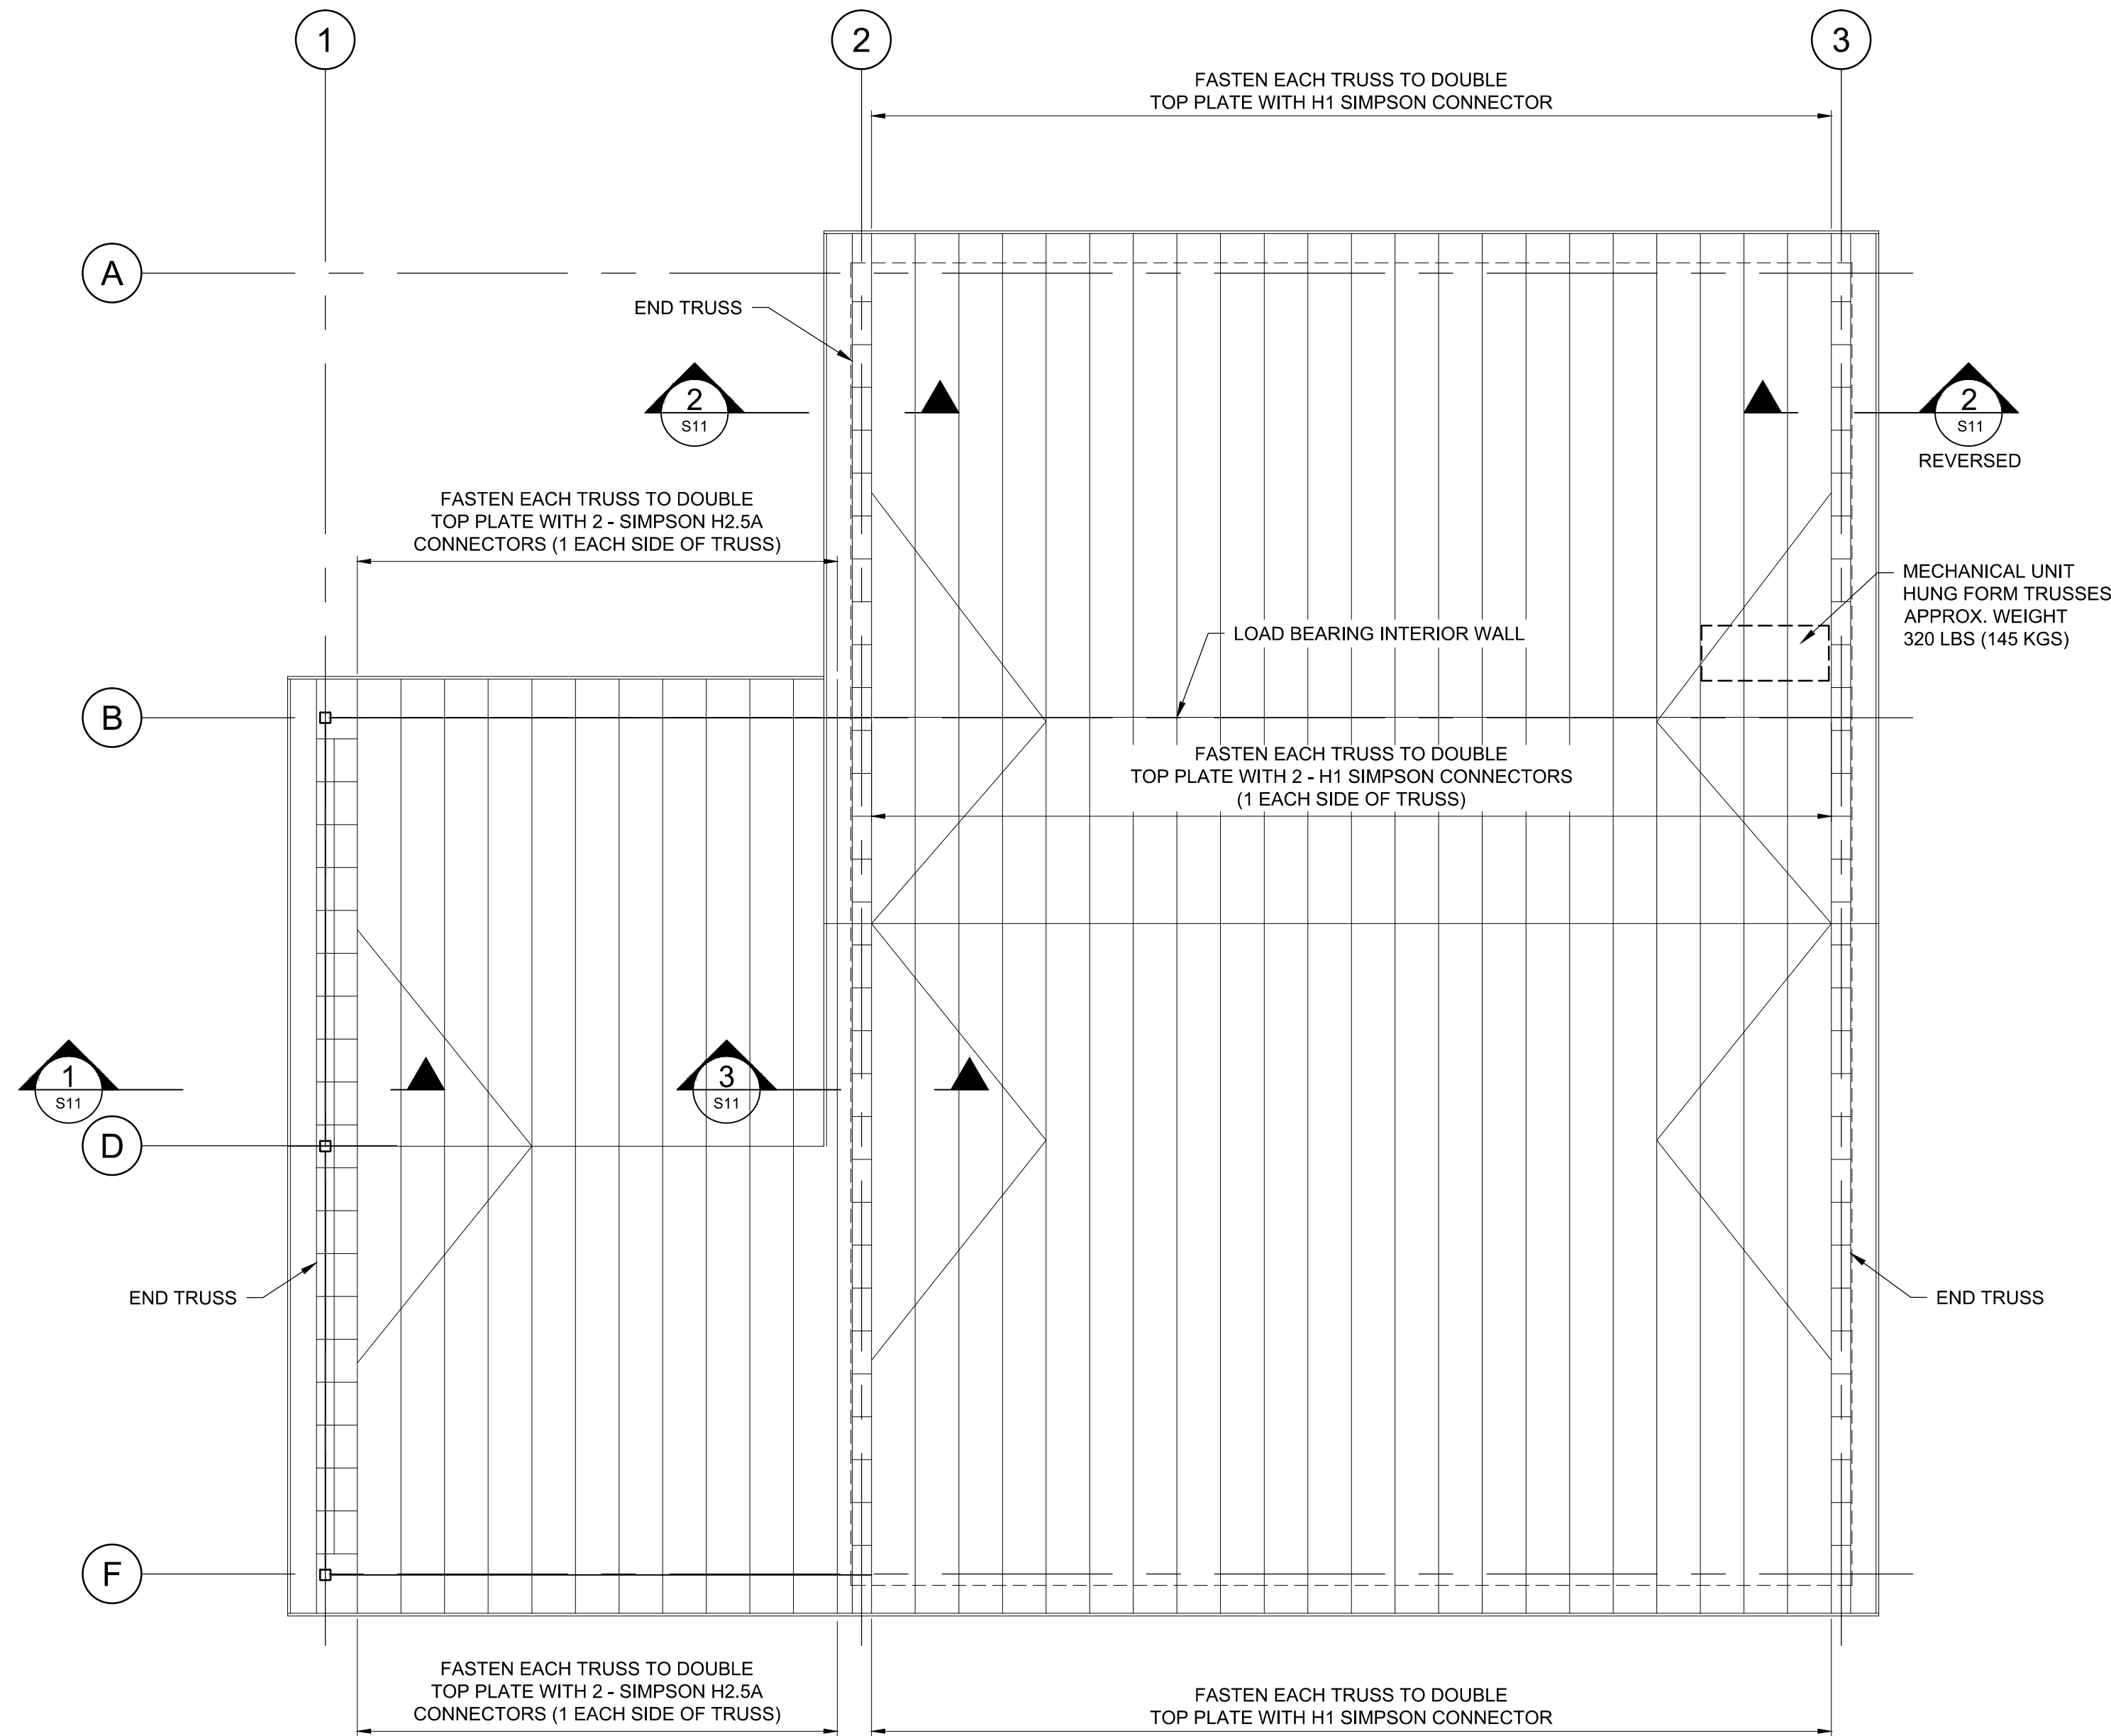 1
2
3
FASTEN EACH TRUSS TO DOUBLE
TOP PLATE WITH H1 SIMPSON CONNECTOR
A
END TRUSS
2
S11
2
S11
REVERSED
FASTEN EACH TRUSS TO DOUBLE
TOP PLATE WITH 2 - SIMPSON H2.5A
CONNECTORS (1 EACH SIDE OF TRUSS)
MECHANICAL UNIT
HUNG FORM TRUSSES
APPROX. WEIGHT
320 LBS (145 KGS)
LOAD BEARING INTERIOR WALL
B
FASTEN EACH TRUSS TO DOUBLE
TOP PLATE WITH 2 - H1 SIMPSON CONNECTORS
(1 EACH SIDE OF TRUSS)
1
S11
3
S11
D
END TRUSS
END TRUSS
F
FASTEN EACH TRUSS TO DOUBLE
TOP PLATE WITH 2 - SIMPSON H2.5A
CONNECTORS (1 EACH SIDE OF TRUSS)
FASTEN EACH TRUSS TO DOUBLE
TOP PLATE WITH H1 SIMPSON CONNECTOR